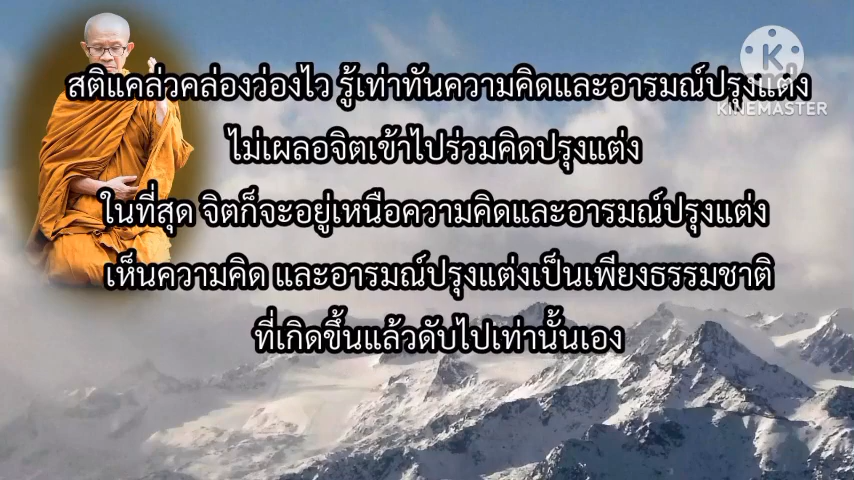 สติแคล่วคล่องว่องไว รู้เท่าทันความคิดและอารมณ์ปรุงแต่ง
ไม่เผลอจิตเข้าไปร่วมคิดปรุงแต่ง
ในที่สุด จิตก็จะอยู่เหนือความคิดและอารมณ์ปรุงแต่ง
เห็นความคิด และอารมณ์ปรุงแต่งเป็นเพียงธรรมชาติ
ที่เกิดขึ้นแล้วดับไปเท่านั้นเอง
K
KINEMASTER